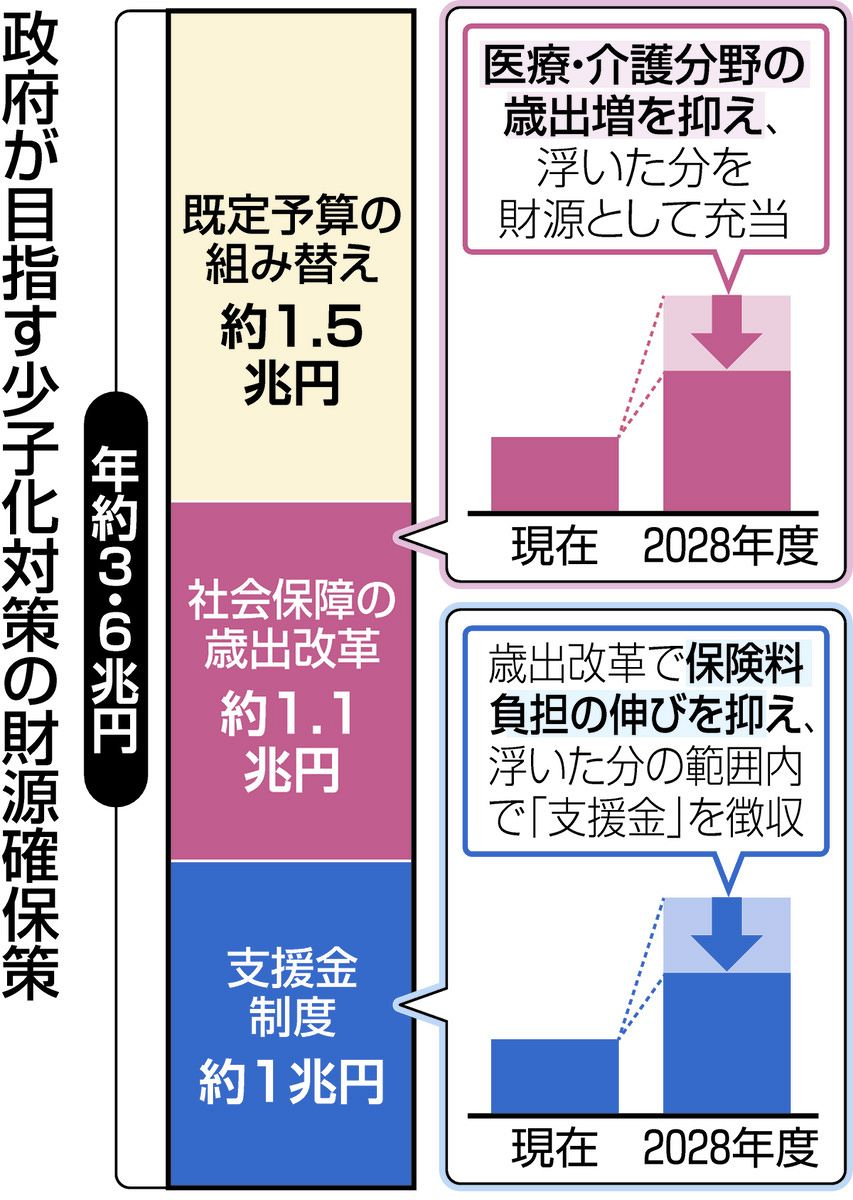 政府が目指す少子化対策の財源確保策
年約3・6兆円
既定予算の
組み替え
約1.5
兆円
社会保障の
歳出改革
約1.1
兆円
支援金
制度
約1兆円
医療・介護分野の
歳出増を抑え、
浮いた分を
財源として充当
現在
2028年度
歳出改革で保険料
負担の伸びを抑え、
浮いた分の範囲内
で「支援金」を徴収
現在
2028年度